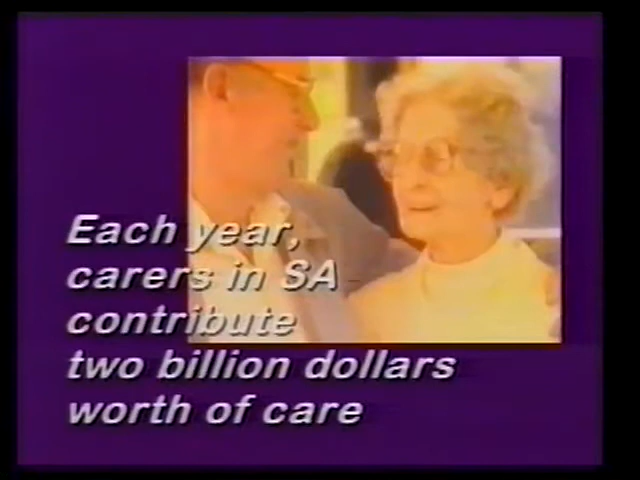 Each year,
carers in SA
contribute
two billion dollars
worth of care